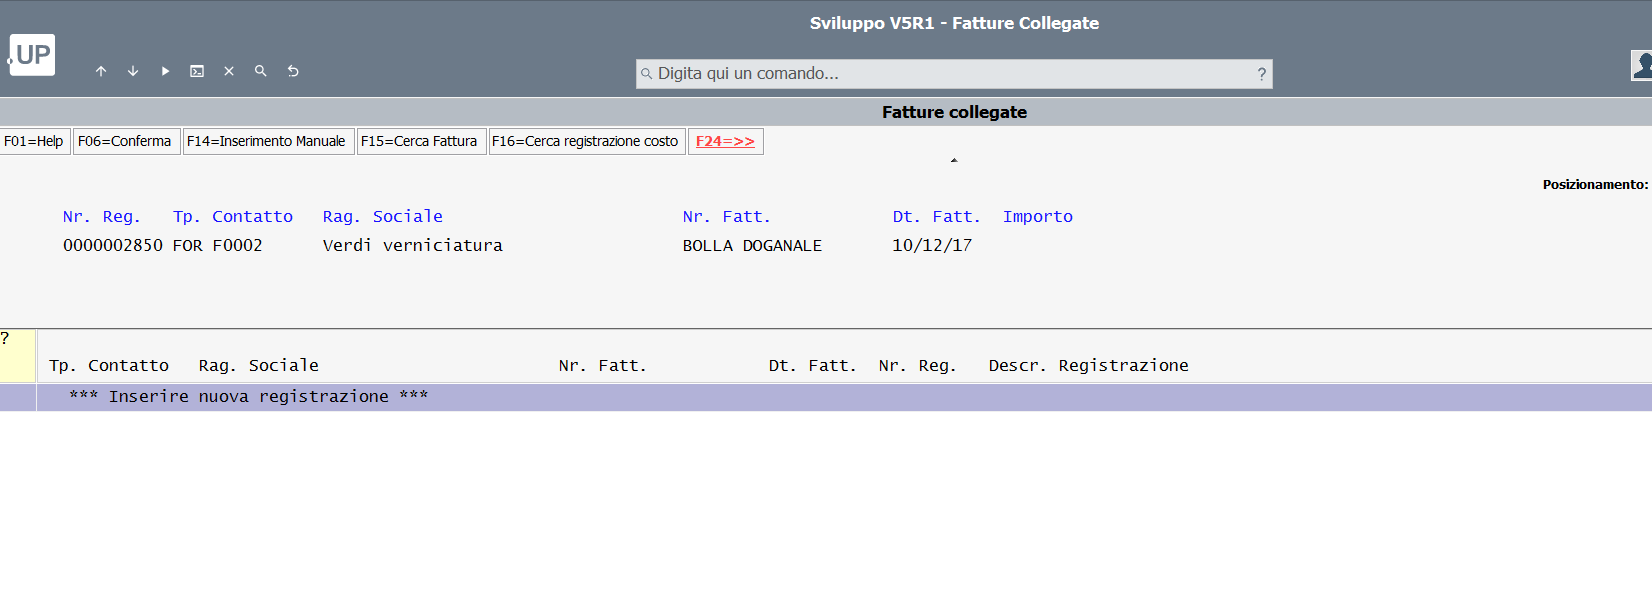 Sviluppo V5R1 - Fatture Collegate
.UP
Digita qui un comando... ?
Fatture collegate
F01=Help F06=Conferma F14=Inserimento Manuale F15=Cerca Fattura F16=Cerca registrazione costo F24=>>
Posizionamento:
Nr. Reg. Tp. Contatto Rag. Sociale Nr. Fatt. Dt. Fatt. Importo
0000002850 FOR F0002 Verdi verniciatura BOLLA DOGANALE 10/12/17
?
Tp. Contatto Rag. Sociale Nr. Fatt. Dt. Fatt. Nr. Reg. Descr. Registrazione
*** Inserire nuova registrazione ***